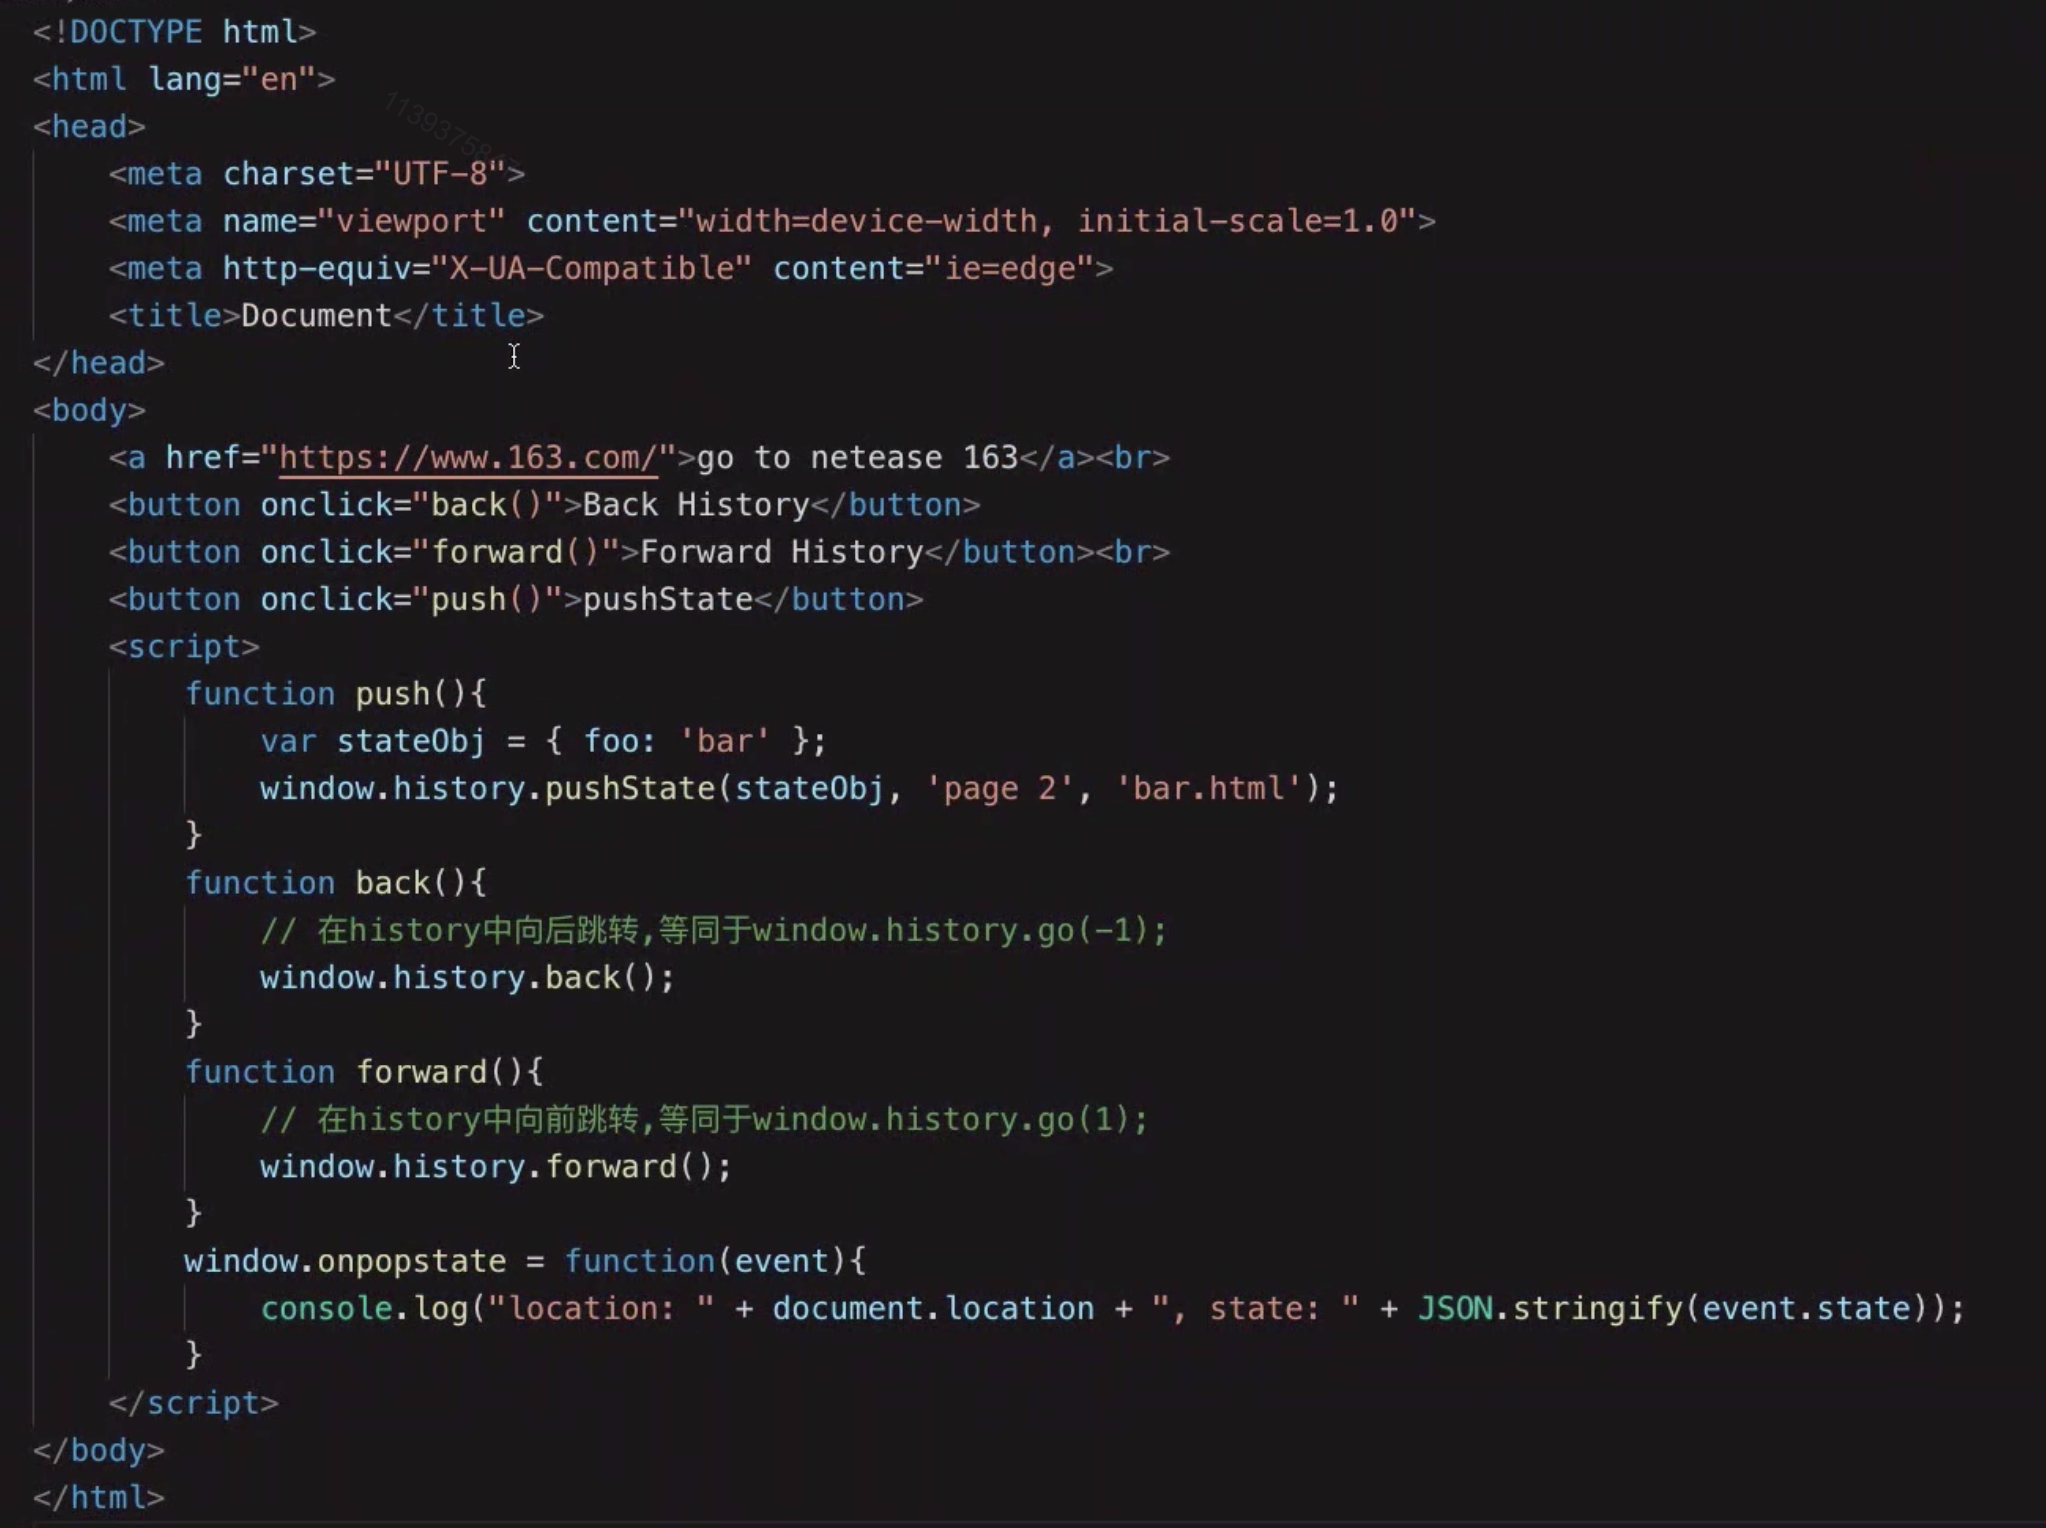 <!DOCTYPE html>
<html lang="en">
<head>
    <meta charset="UTF-8">
    <meta name="viewport" content="width=device-width, initial-scale=1.0">
    <meta http-equiv="X-UA-Compatible" content="ie=edge">
    <title>Document</title>
</head>
<body>
    <a href="https://www.163.com/">go to netease 163</a><br>
    <button onclick="back()">Back History</button>
    <button onclick="forward()">Forward History</button><br>
    <button onclick="push()">pushState</button>
    <script>
        function push(){
            var stateObj = { foo: 'bar' };
            window.history.pushState(stateObj, 'page 2', 'bar.html');
        }
        function back(){
            // 在history中向后跳转,等同于window.history.go(-1);
            window.history.back();
        }
        function forward(){
            // 在history中向前跳转,等同于window.history.go(1);
            window.history.forward();
        }
        window.onpopstate = function(event){
            console.log("location: " + document.location + ", state: " + JSON.stringify(event.state));
        }
    </script>
</body>
</html>